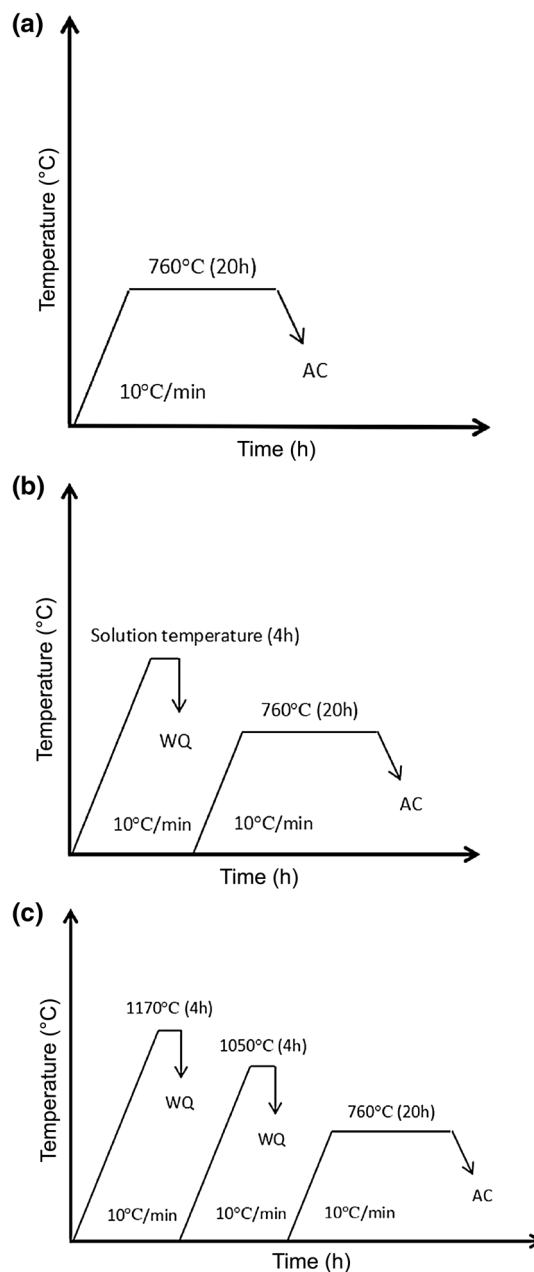 (a)
Temperature (°C)
760°C (20h)
AC
10°C/min
Time (h)
(b)
Temperature (°C)
Solution temperature (4h)
760°C (20h)
WQ
AC
10°C/min
10°C/min
Time (h)
(c)
Temperature (°C)
1170°C (4h)
1050°C (4h)
760°C (20h)
WQ
WQ
AC
10°C/min
10°C/min
10°C/min
Time (h)